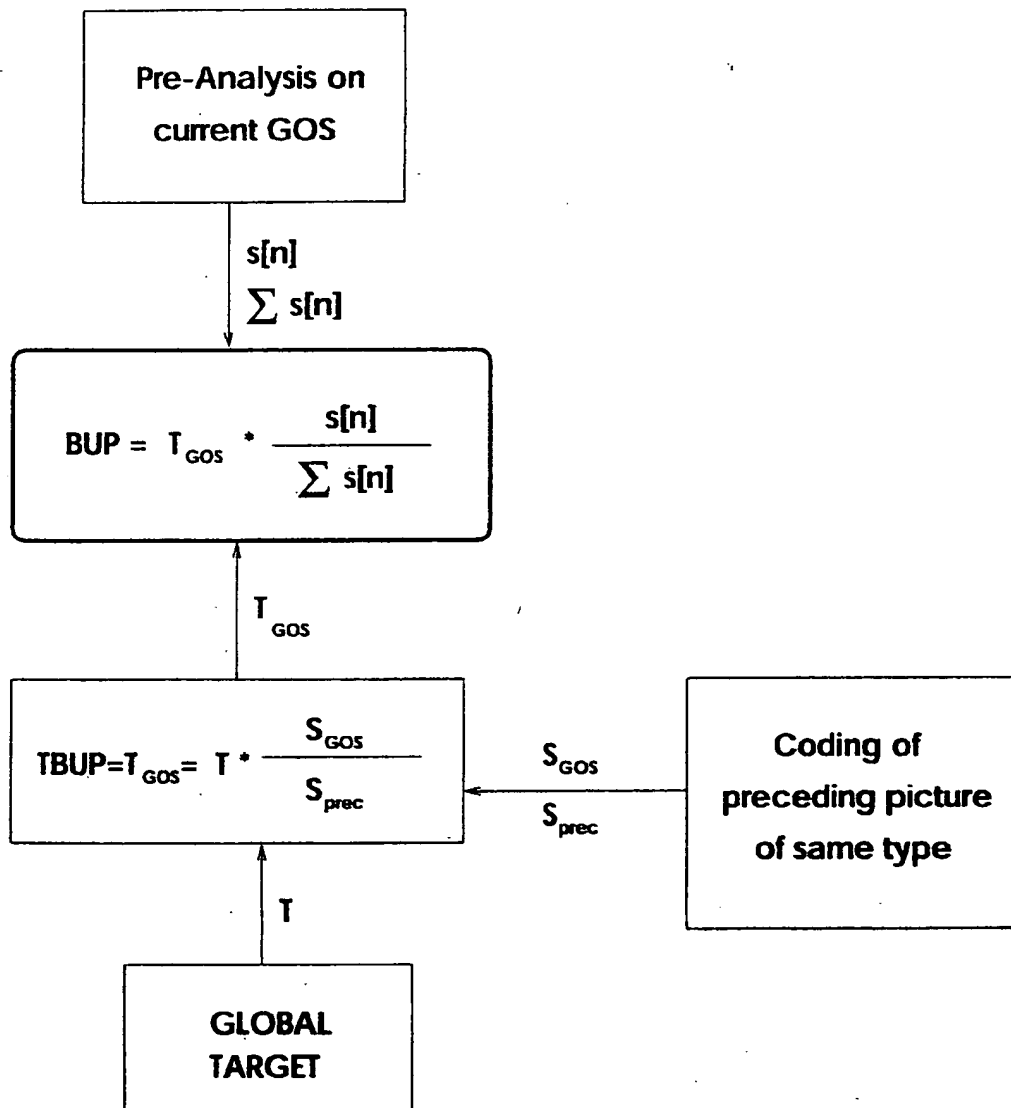 Pre-Analysis on
current GOS
s[n]
∑ s[n]
BUP = T_GOS * s[n] / ∑ s[n]
T_GOS
TBUP=T_GOS= T * S_GOS / S_prec
S_GOS
S_prec
Coding of
preceding picture
of same type
T
GLOBAL
TARGET